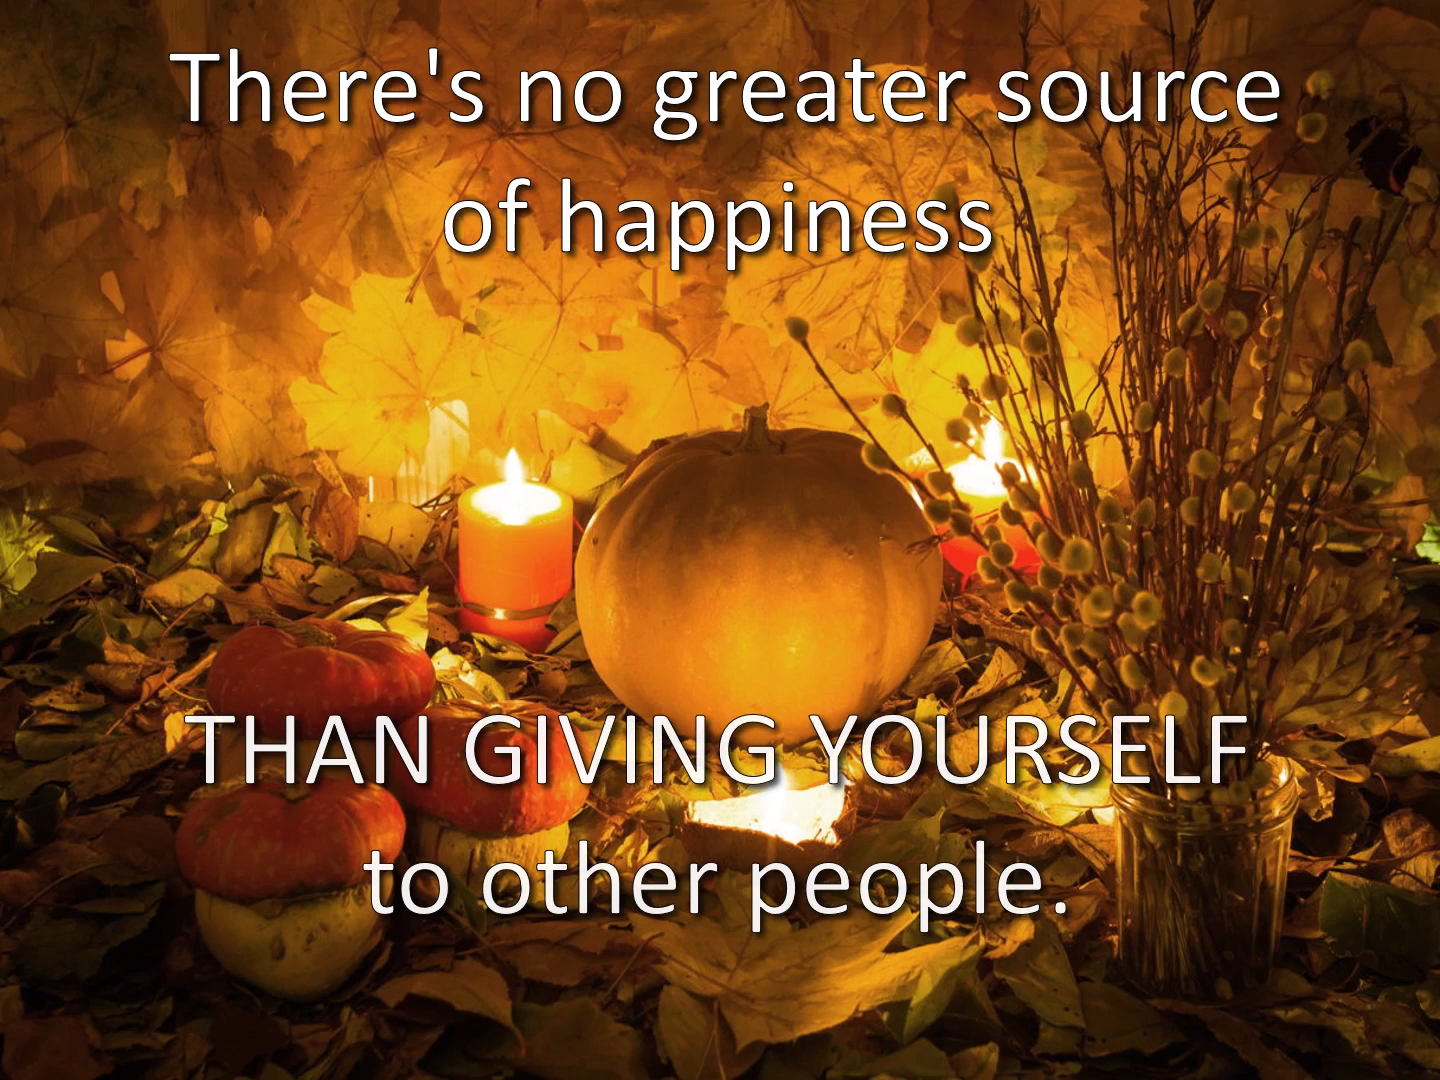 There's no greater source
of happiness
THAN GIVING YOURSELF
to other people.